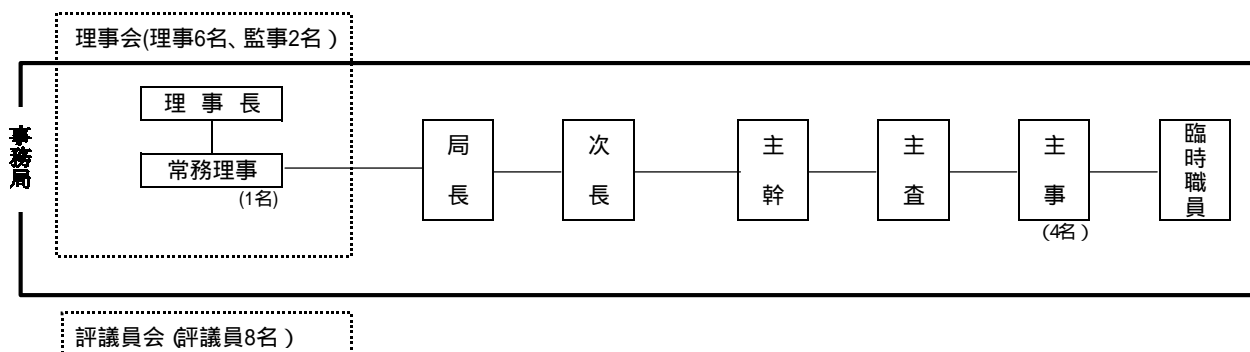 理事会(理事6名、監事2名)
理事長
常務理事
(1名)
事務局
局長
次長
主幹
主査
主事
(4名)
臨時職員
評議員会(評議員8名)